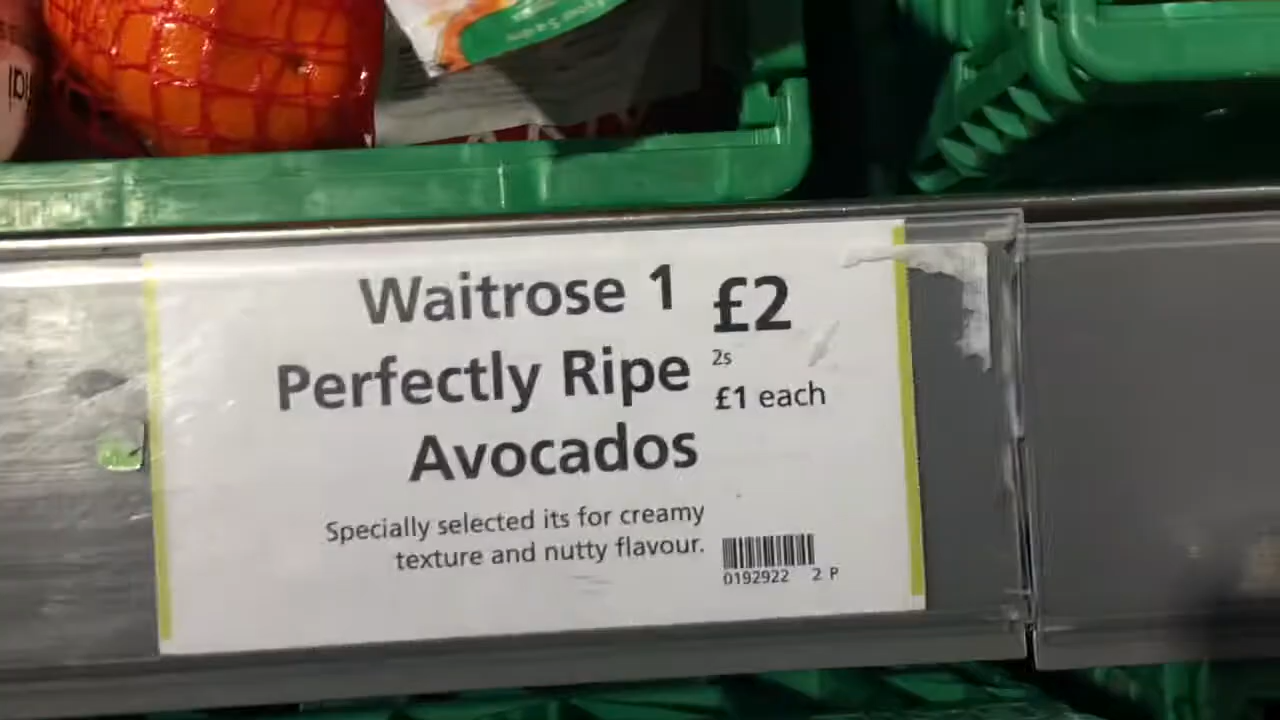 Waitrose 1
Perfectly Ripe
Avocados
£2
2s
£1 each
Specially selected its for creamy
texture and nutty flavour.
0192922 2 P